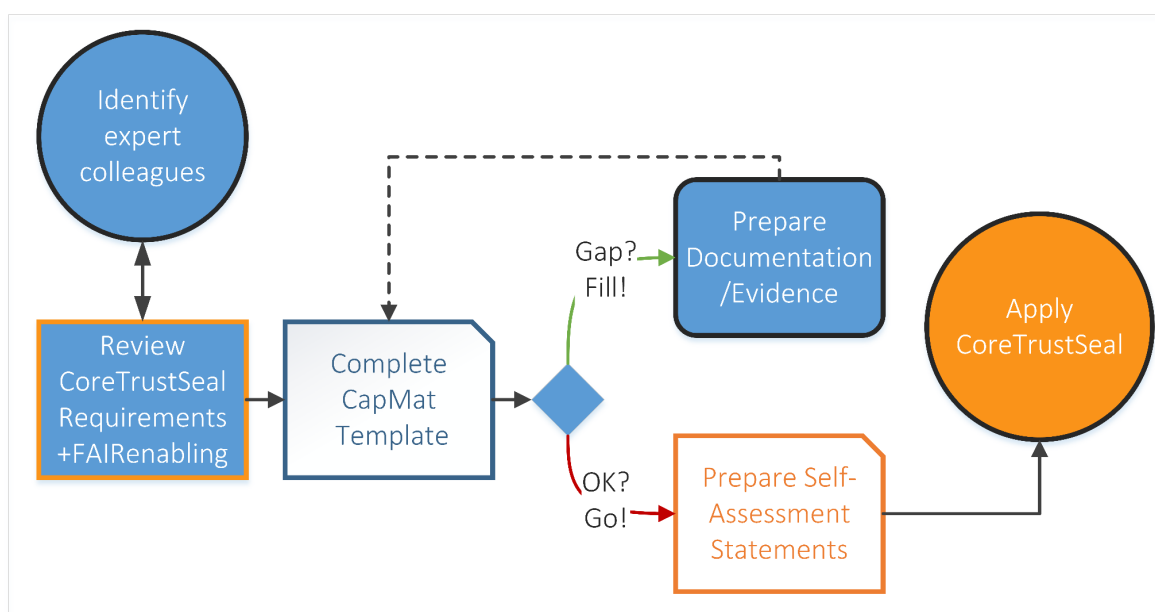 Identify
expert
colleagues
Review
CoreTrustSeal
Requirements
+FAIRenabling
Complete
CapMat
Template
Gap?
Fill!
Prepare
Documentation
/Evidence
OK?
Go!
Prepare Self-
Assessment
Statements
Apply
CoreTrustSeal